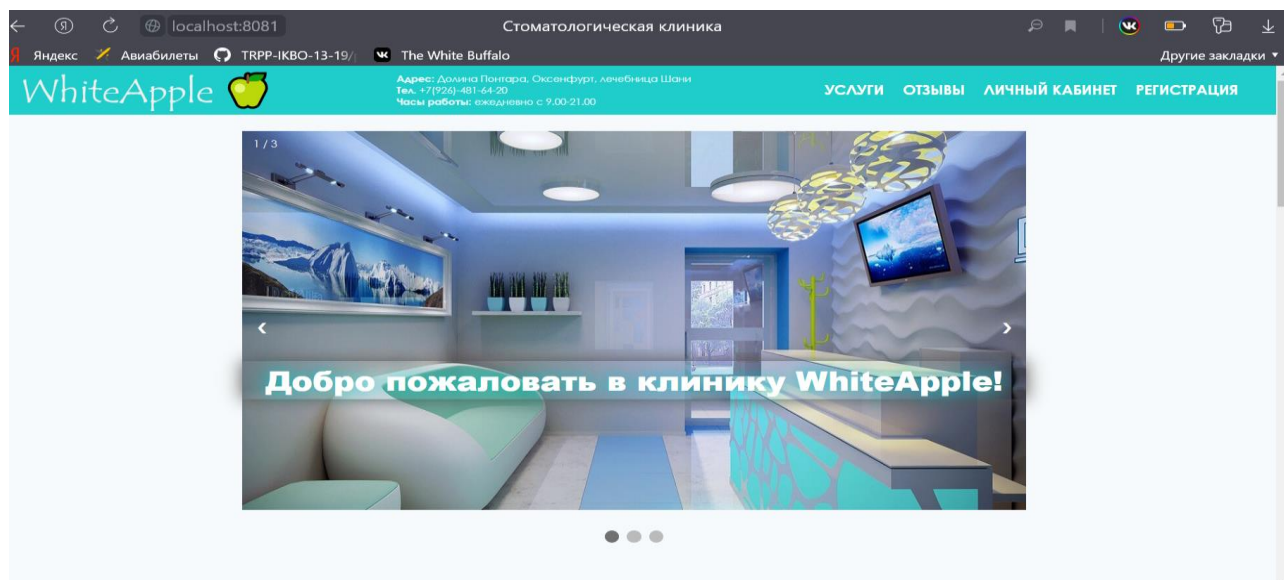 localhost:8081
Стоматологическая клиника
Я
Яндекс
Авиабилеты
TRPP-IKBO-13-19/
The White Buffalo
Другие закладки
WhiteApple
Адрес: Долина Понтара, Оксенфурт, лечебница Шани
Тел. +7(926)-481-64-20
Часы работы: ежедневно с 9.00-21.00
УСЛУГИ
ОТЗЫВЫ
ЛИЧНЫЙ КАБИНЕТ
РЕГИСТРАЦИЯ
1 / 3
Добро пожаловать в клинику WhiteApple!